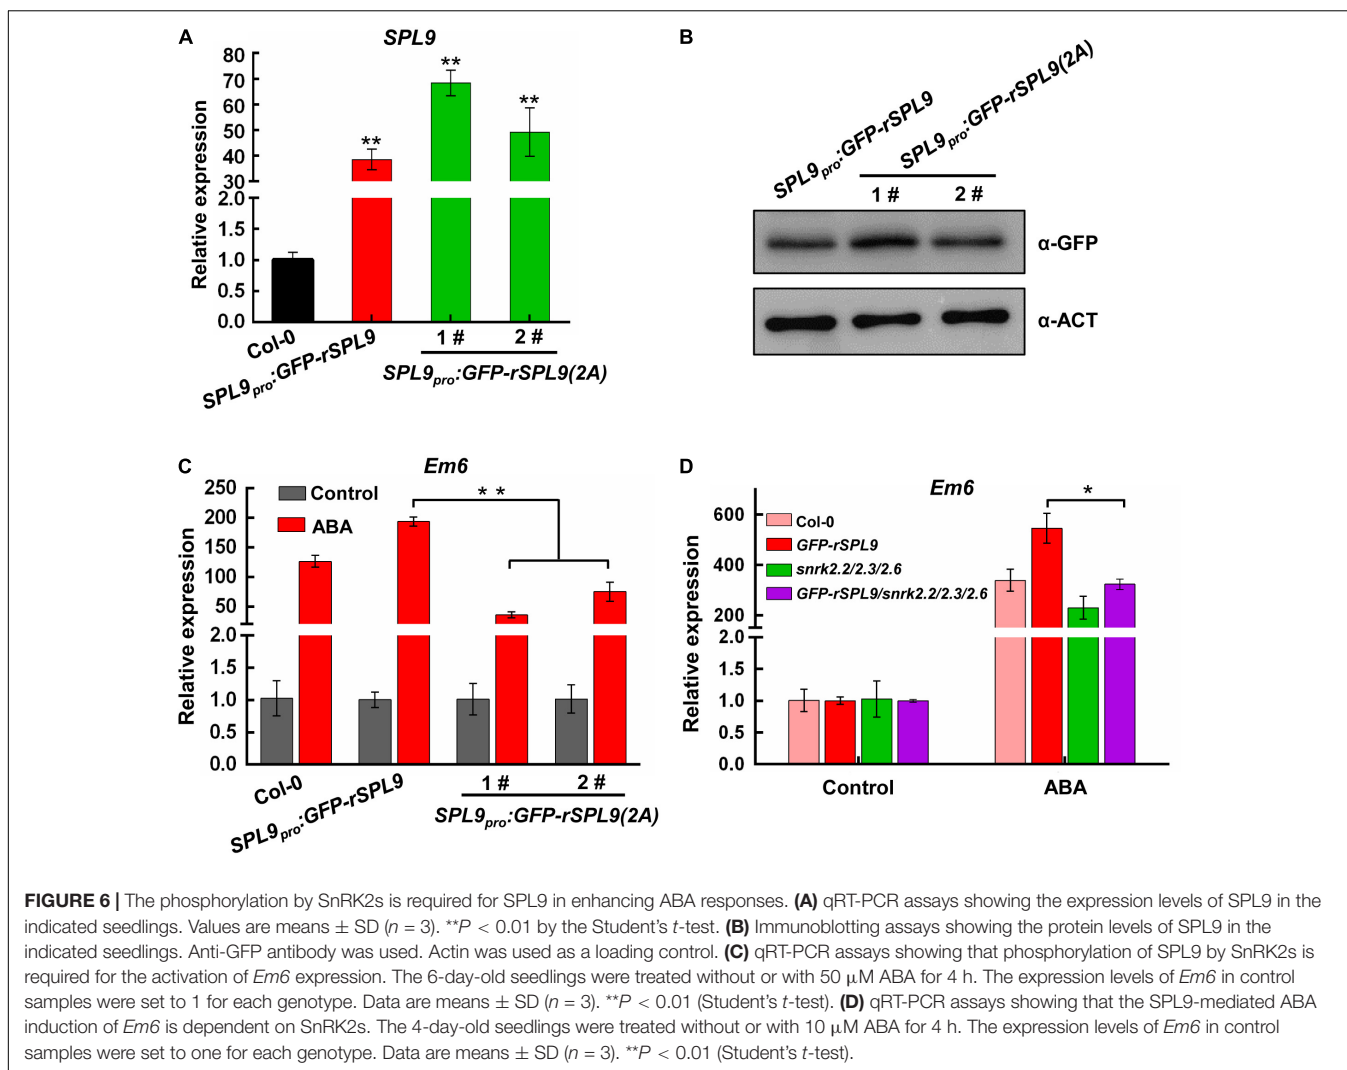 A
SPL9
Relative expression
80
70
60
50
40
30
2.0
1.5
1.0
0.5
0.0
**
**
**
Col-0
SPL9pro:GFP-rSPL9
1 #
2 #
SPL9pro:GFP-rSPL9(2A)
B
SPL9pro:GFP-rSPL9
SPL9pro:GFP-rSPL9(2A)
1 #
2 #
α-GFP
α-ACT
C
Em6
Relative expression
250
200
150
100
50
2.0
1.5
1.0
0.5
0.0
Control
ABA
* *
Col-0
SPL9pro:GFP-rSPL9
1 #
2 #
SPL9pro:GFP-rSPL9(2A)
D
Em6
Relative expression
600
400
200
2.0
1.5
1.0
0.5
0.0
Col-0
GFP-rSPL9
snrk2.2/2.3/2.6
GFP-rSPL9/snrk2.2/2.3/2.6
*
Control
ABA
FIGURE 6 | The phosphorylation by SnRK2s is required for SPL9 in enhancing ABA responses. (A) qRT-PCR assays showing the expression levels of SPL9 in the
indicated seedlings. Values are means ± SD (n = 3). **P < 0.01 by the Student's t-test. (B) Immunoblotting assays showing the protein levels of SPL9 in the
indicated seedlings. Anti-GFP antibody was used. Actin was used as a loading control. (C) qRT-PCR assays showing that phosphorylation of SPL9 by SnRK2s is
required for the activation of Em6 expression. The 6-day-old seedlings were treated without or with 50 μM ABA for 4 h. The expression levels of Em6 in control
samples were set to 1 for each genotype. Data are means ± SD (n = 3). **P < 0.01 (Student's t-test). (D) qRT-PCR assays showing that the SPL9-mediated ABA
induction of Em6 is dependent on SnRK2s. The 4-day-old seedlings were treated without or with 10 μM ABA for 4 h. The expression levels of Em6 in control
samples were set to one for each genotype. Data are means ± SD (n = 3). **P < 0.01 (Student's t-test).